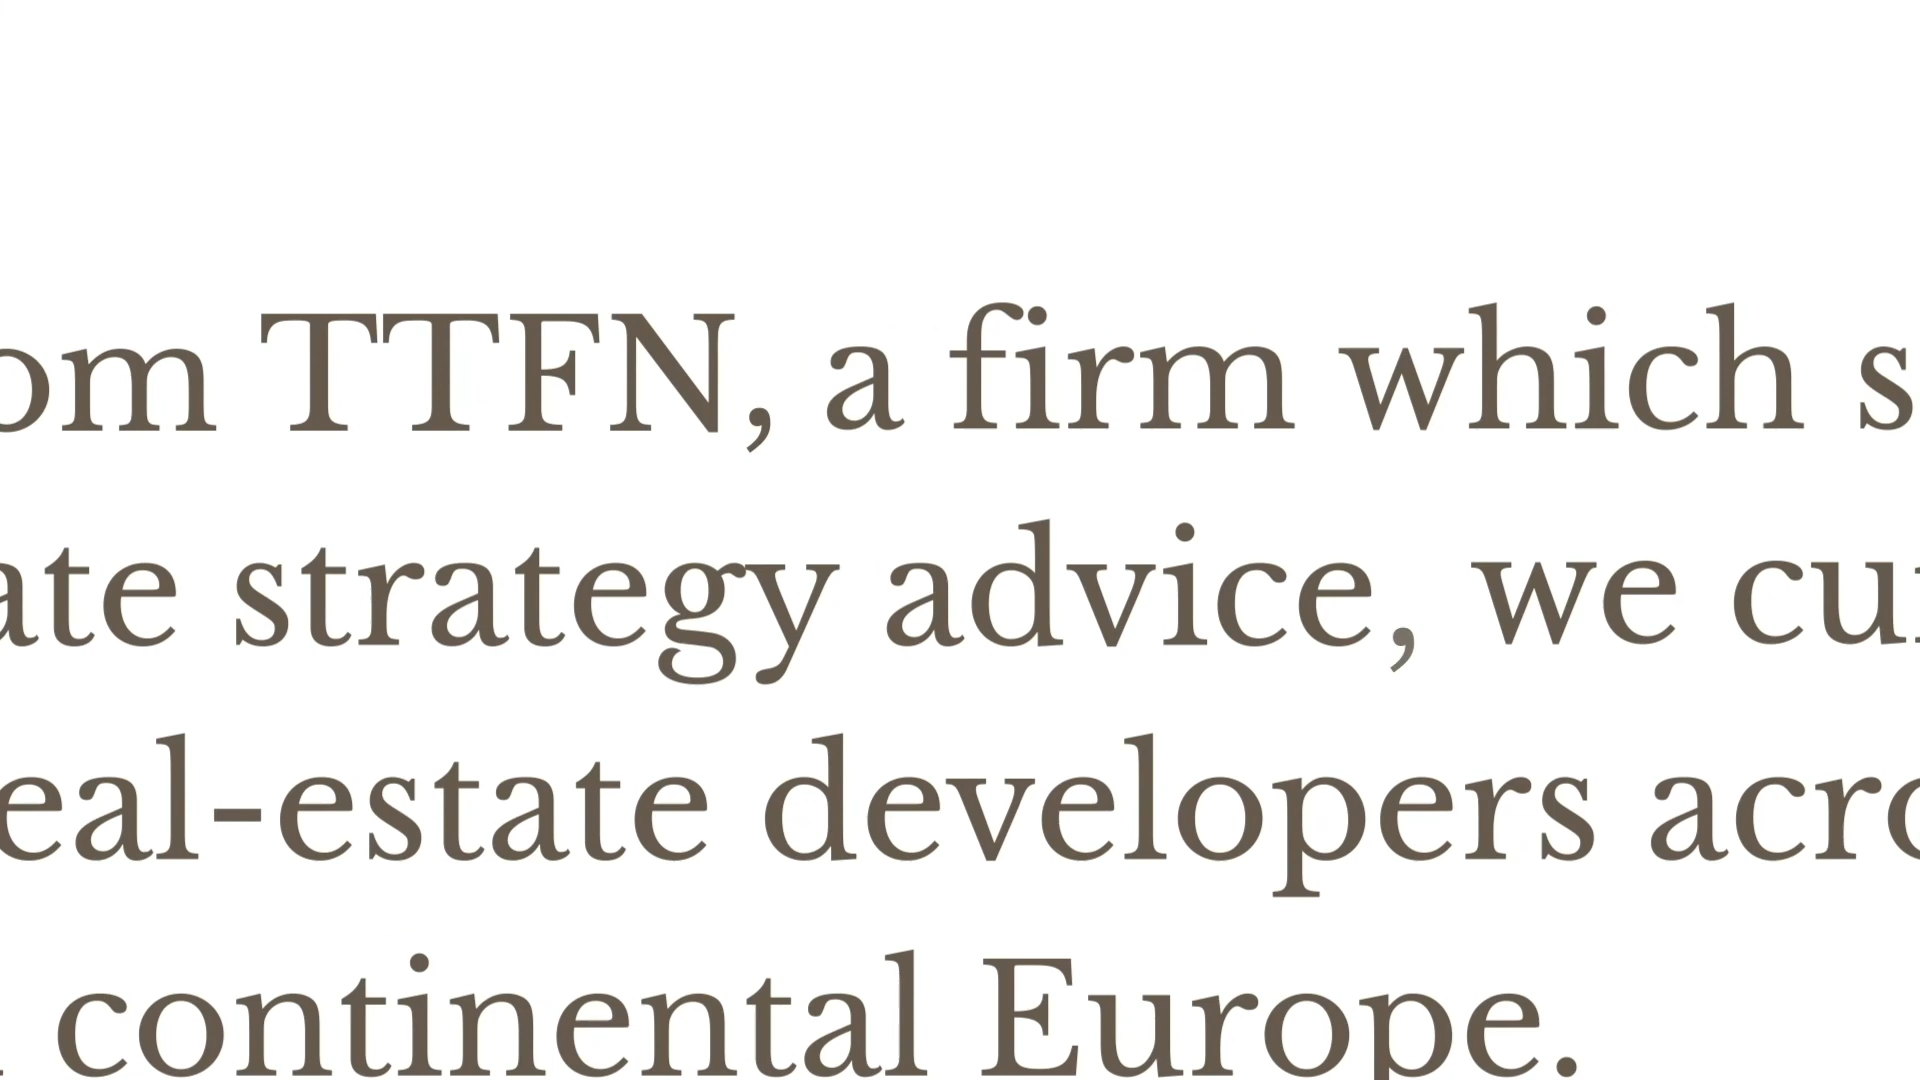 om TTFN, a firm which s
ate strategy advice, we cu
eal-estate developers acro
continental Europe.